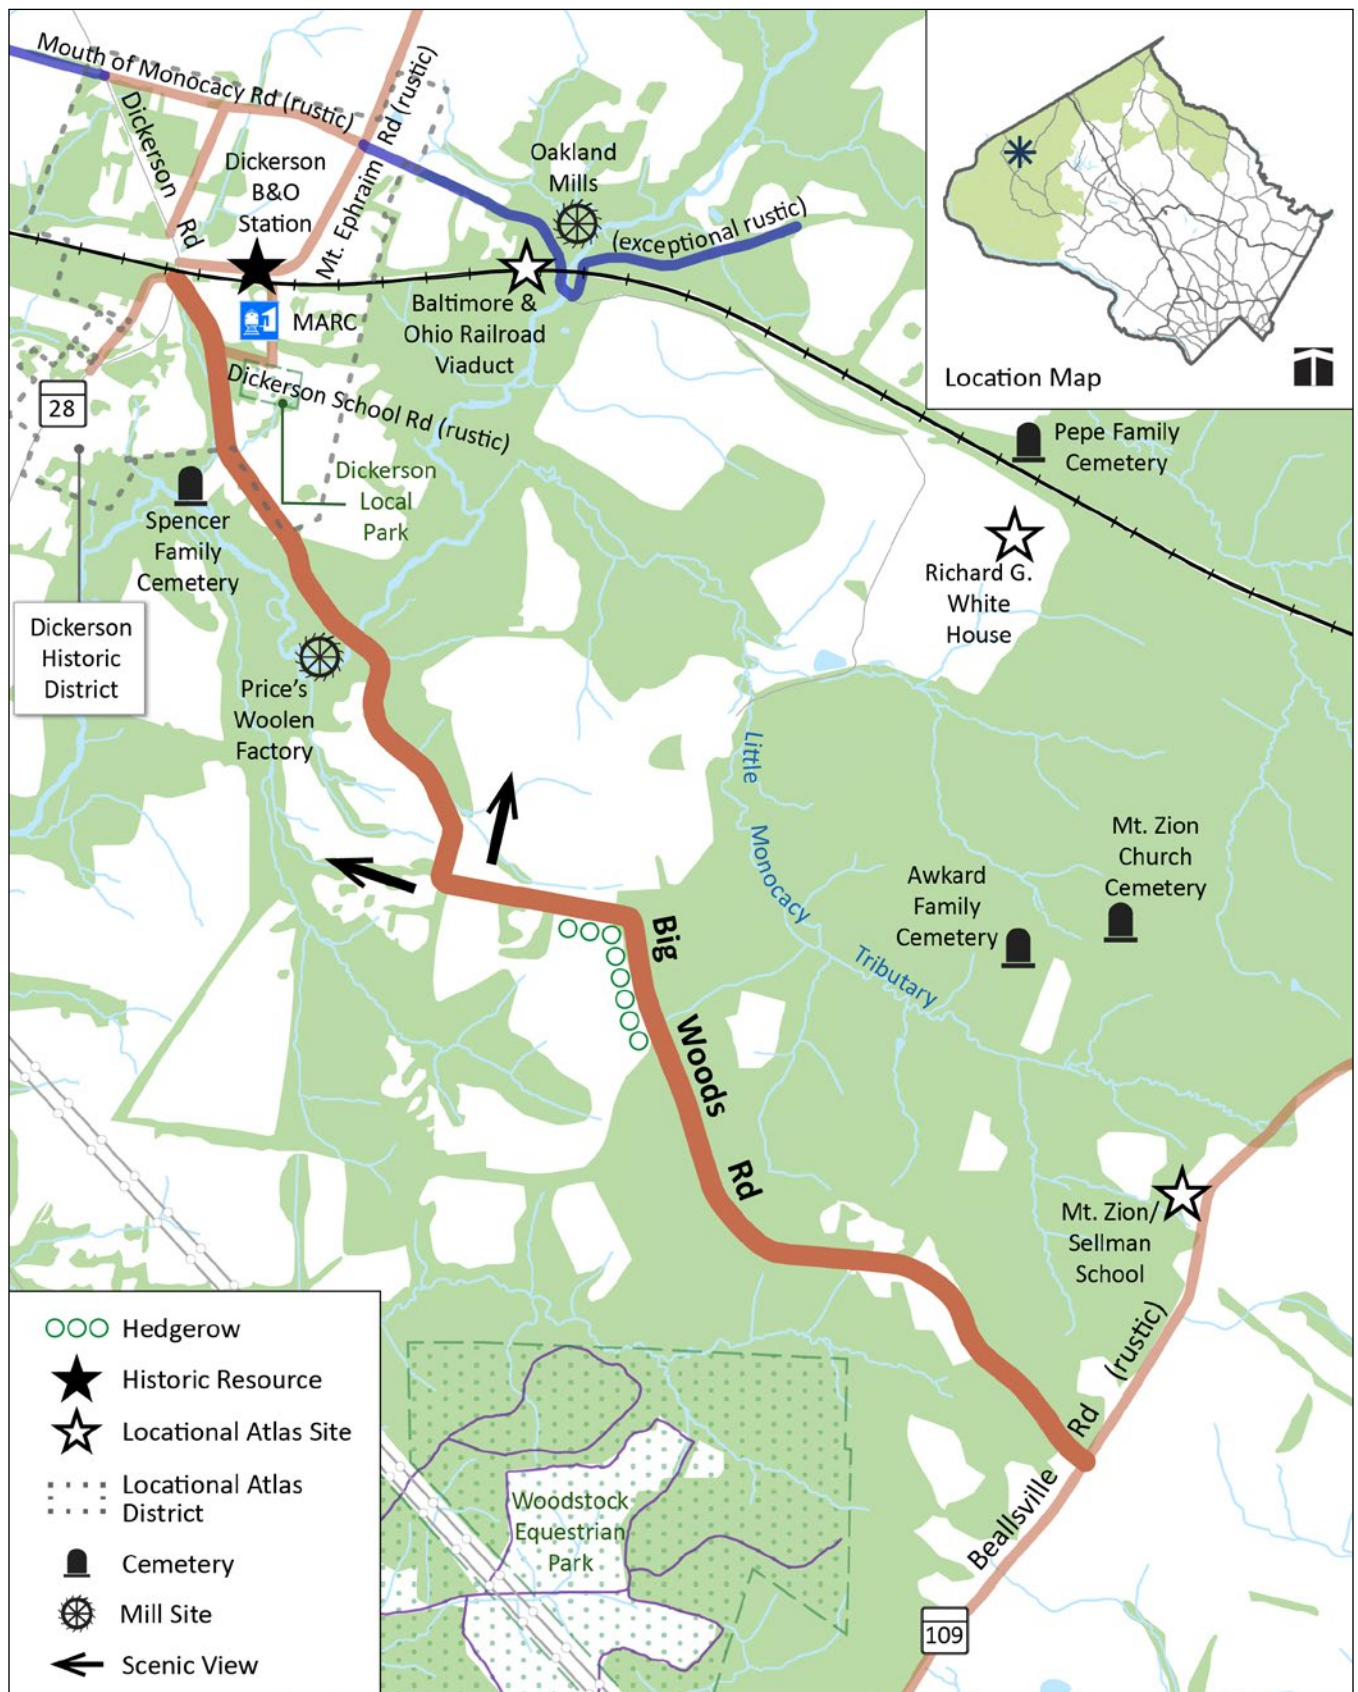 Mouth of Monocacy Rd (rustic)
Dickerson Rd
Dickerson
B&O
Station
Mt. Ephraim Rd (rustic)
Oakland
Mills
(exceptional rustic)
Baltimore &
Ohio Railroad
Viaduct
MARC
Location Map
28
Dickerson School Rd (rustic)
Dickerson
Local
Park
Pepe Family
Cemetery
Spencer
Family
Cemetery
Richard G.
White
House
Dickerson
Historic
District
Price's
Woolen
Factory
Little
Monocacy
Tributary
Mt. Zion
Church
Cemetery
Awkard
Family
Cemetery
Big
Woods
Rd
Mt. Zion/
Sellman
School
Beallsville Rd (rustic)
109
Woodstock
Equestrian
Park
Hedgerow
Historic Resource
Locational Atlas Site
Locational Atlas
District
Cemetery
Mill Site
Scenic View